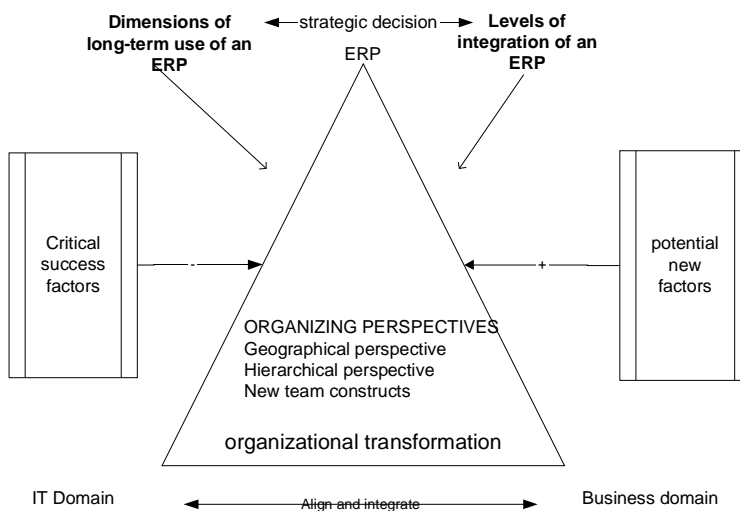 Dimensions of
long-term use of an
ERP
strategic decision
ERP
Levels of
integration of an
ERP
Critical
success
factors
-
+
potential
new
factors
ORGANIZING PERSPECTIVES
Geographical perspective
Hierarchical perspective
New team constructs
organizational transformation
IT Domain
Align and integrate
Business domain